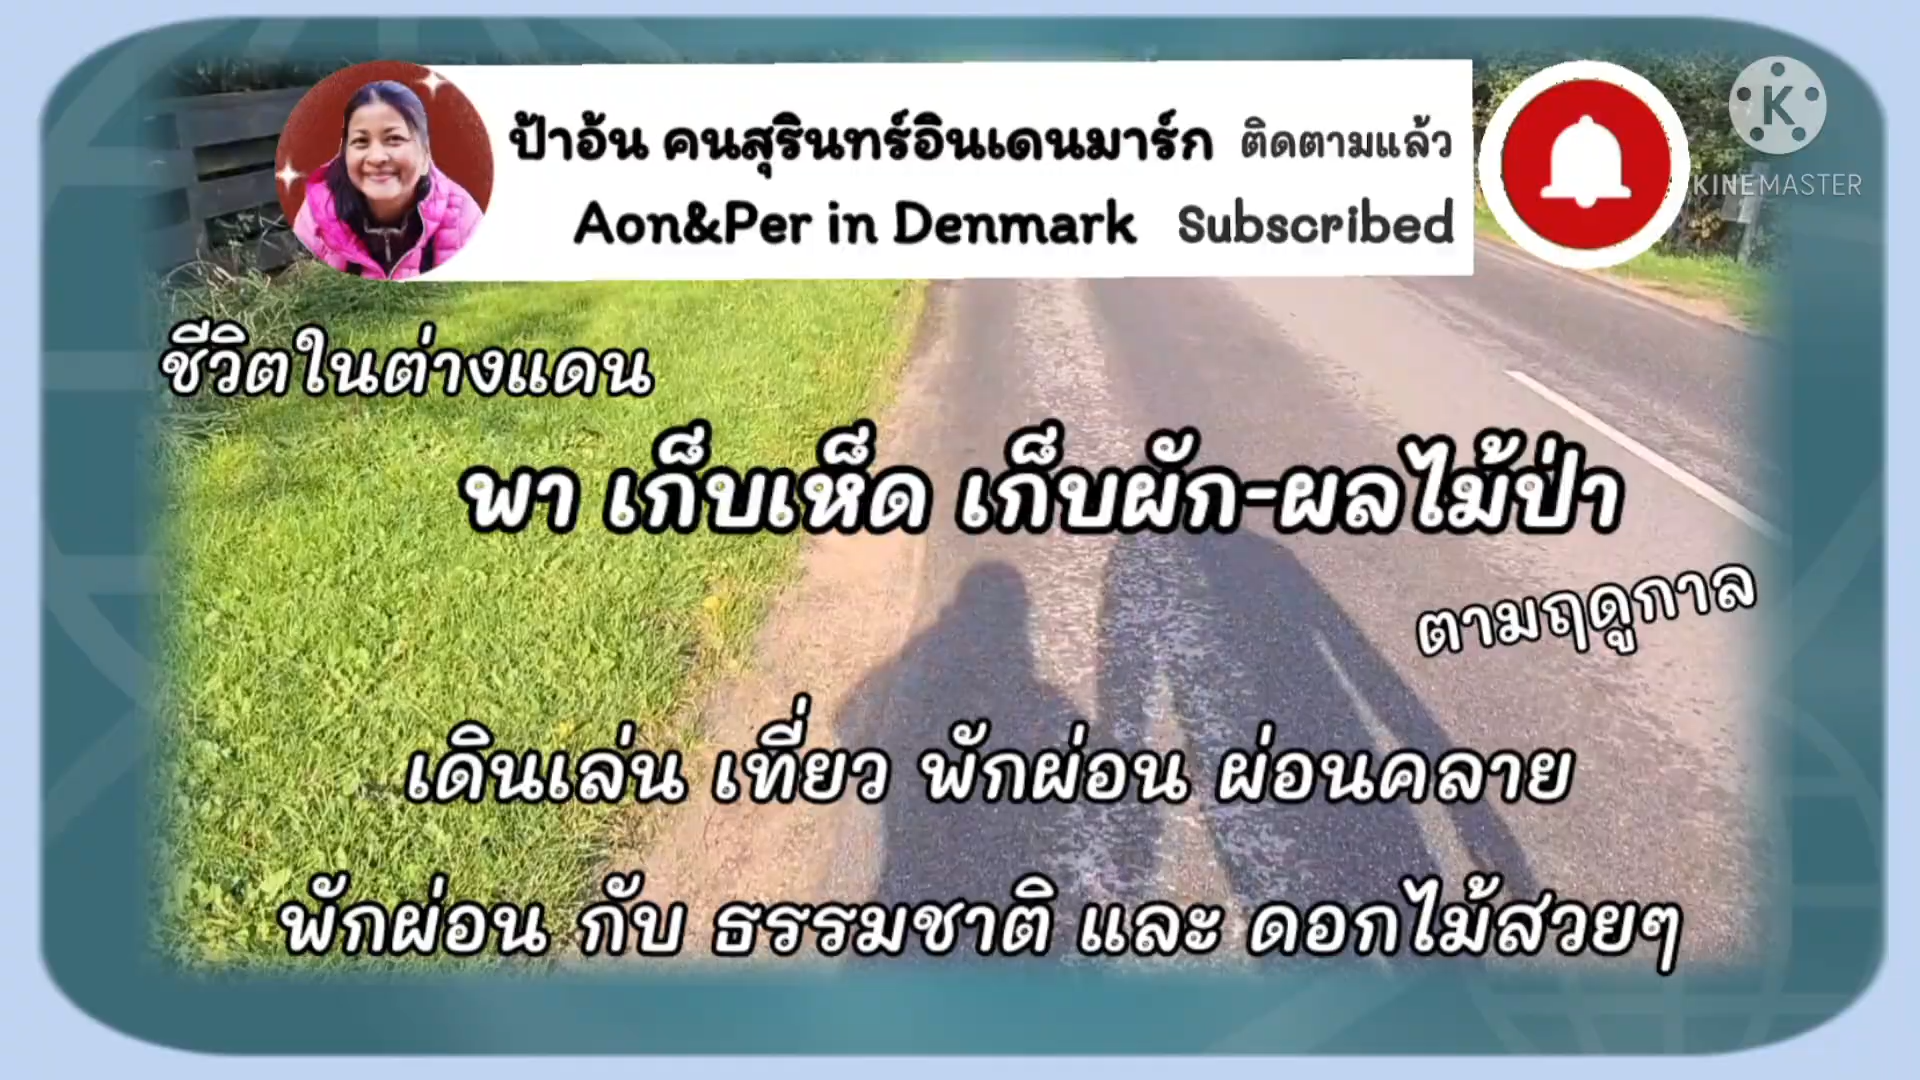 ป้าอ้น คนสุรินทร์อินเดนมาร์ก ติดตามแล้ว
Aon&Per in Denmark Subscribed
K
KINEMASTER
ชีวิตในต่างแดน
พา เก็บเห็ด เก็บผัก-ผลไม้ป่า
ตามฤดูกาล
เดินเล่น เที่ยว พักผ่อน ผ่อนคลาย
พักผ่อน กับ ธรรมชาติ และ ดอกไม้สวยๆ